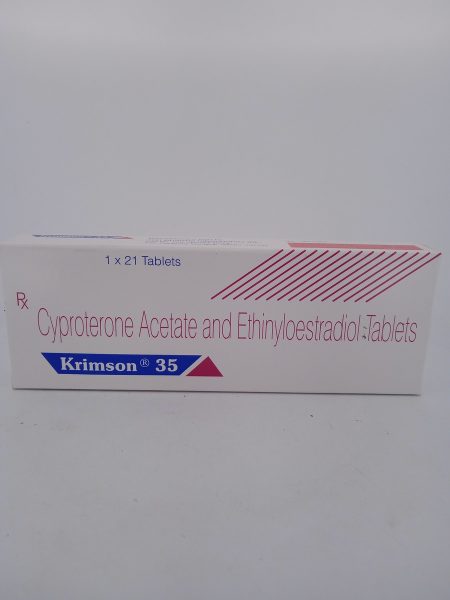 1 x 21 Tablets
Rx
Cyproterone Acetate and Ethinyloestradiol Tablets
Krimson® 35